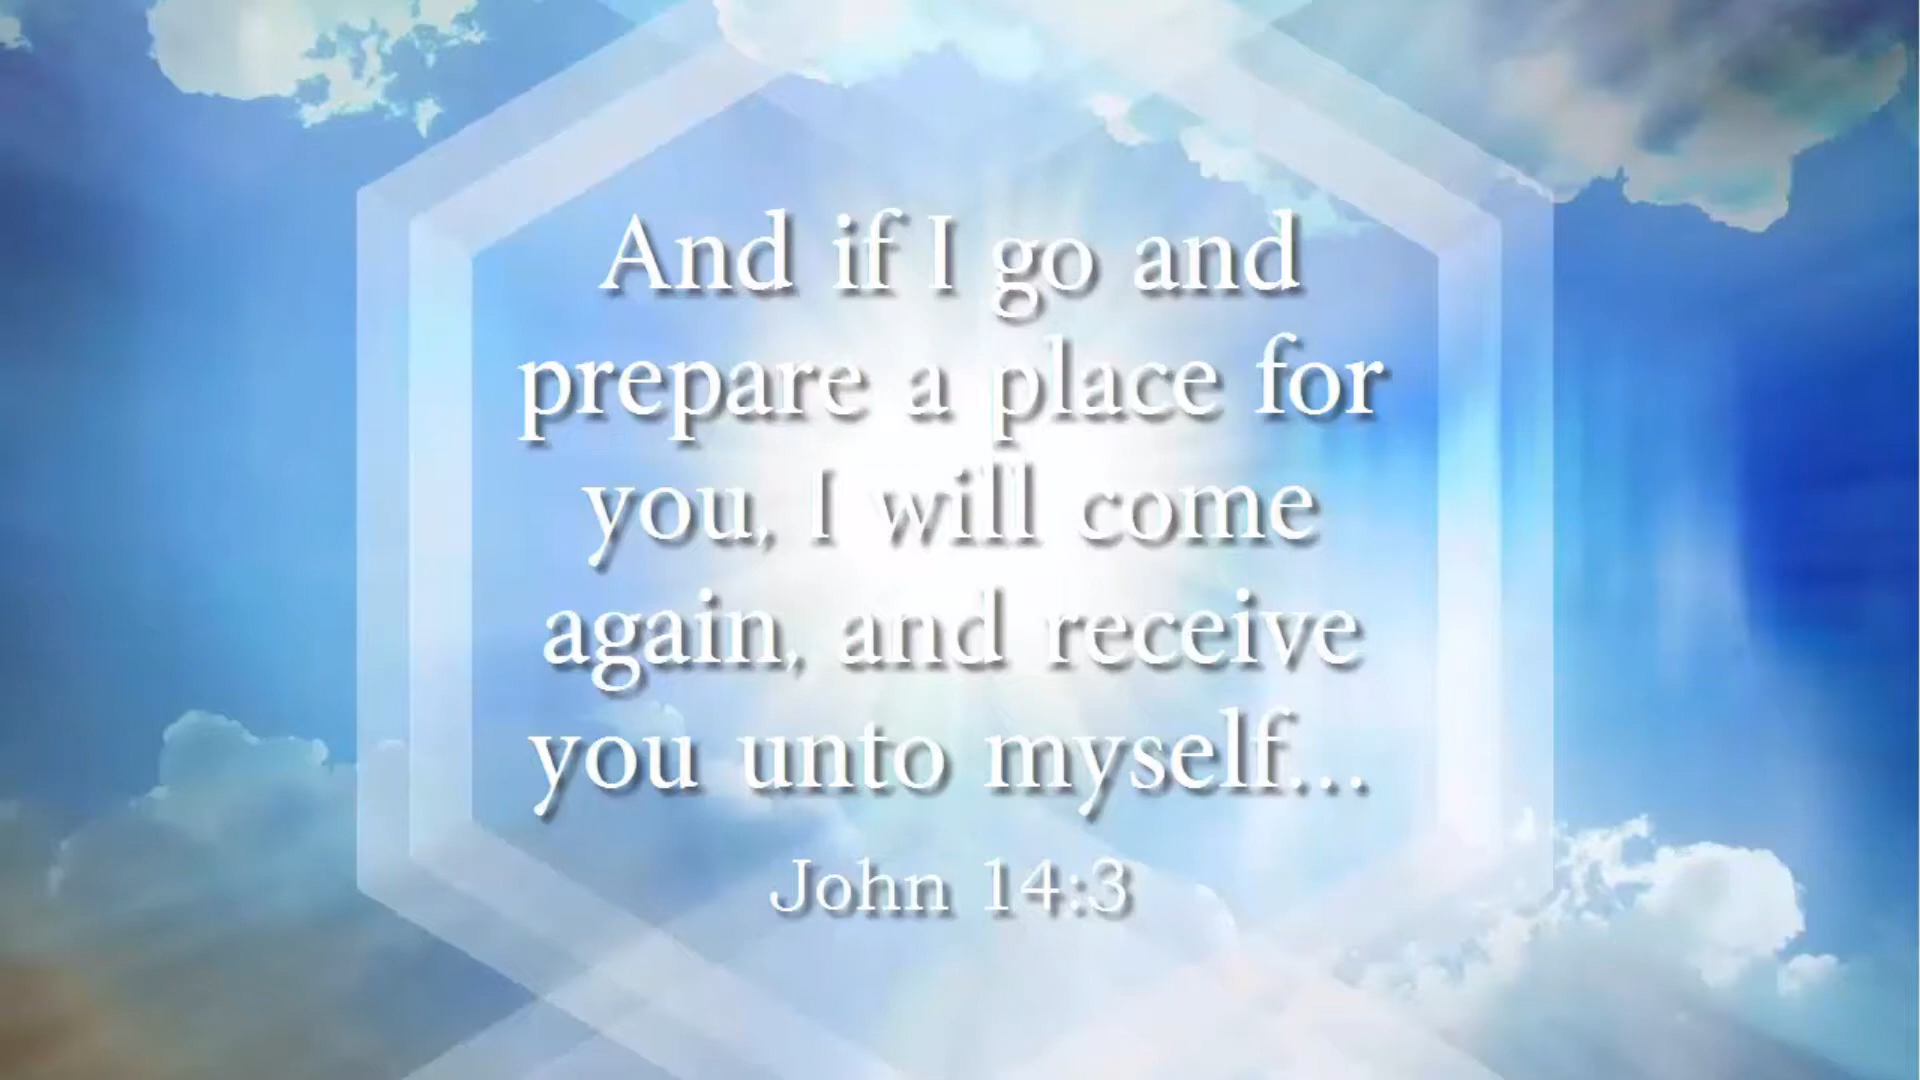 And if I go and
prepare a place for
you, I will come
again, and receive
you unto myself...
John 14:3